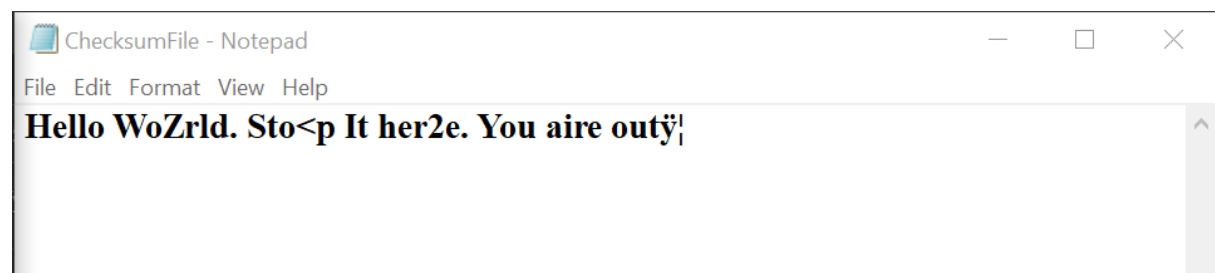 ChecksumFile - Notepad
File Edit Format View Help
Hello WoZrld. Sto<p It her2e. You aire outÿ¦